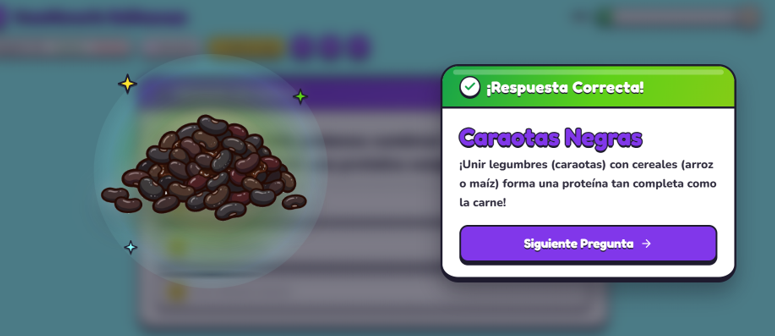 ¡Respuesta Correcta!
Caraotas Negras
¡Unir legumbres (caraotas) con cereales (arroz
o maíz) forma una proteína tan completa como
la carne!
Siguiente Pregunta →